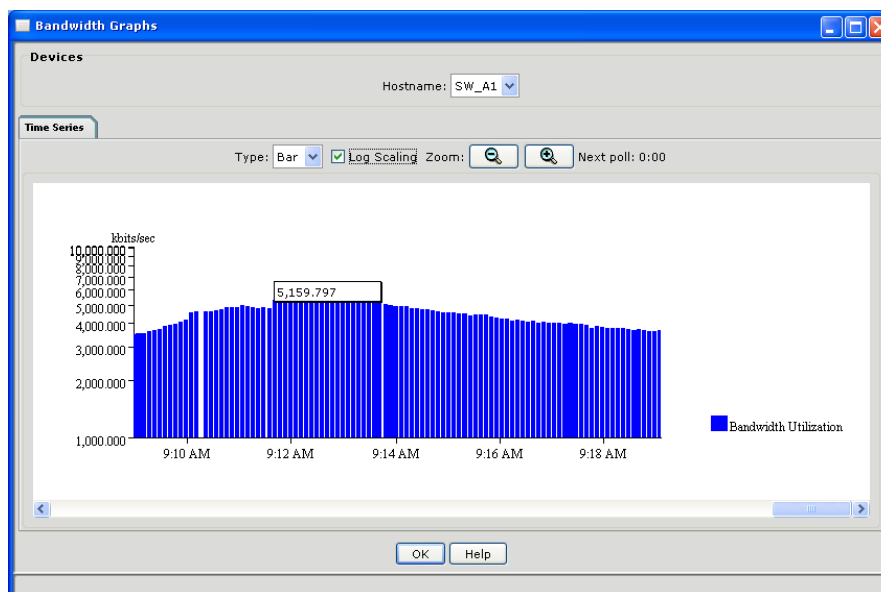 Bandwidth Graphs
Devices
Hostname: SW_A1
Time Series
Type: Bar Log Scaling Zoom: Next poll: 0:00
kbits/sec
10,000.000
9,000.000
8,000.000
7,000.000
6,000.000
5,159.797
5,000.000
4,000.000
3,000.000
2,000.000
Bandwidth Utilization
1,000.000
9:10 AM 9:12 AM 9:14 AM 9:16 AM 9:18 AM
OK Help